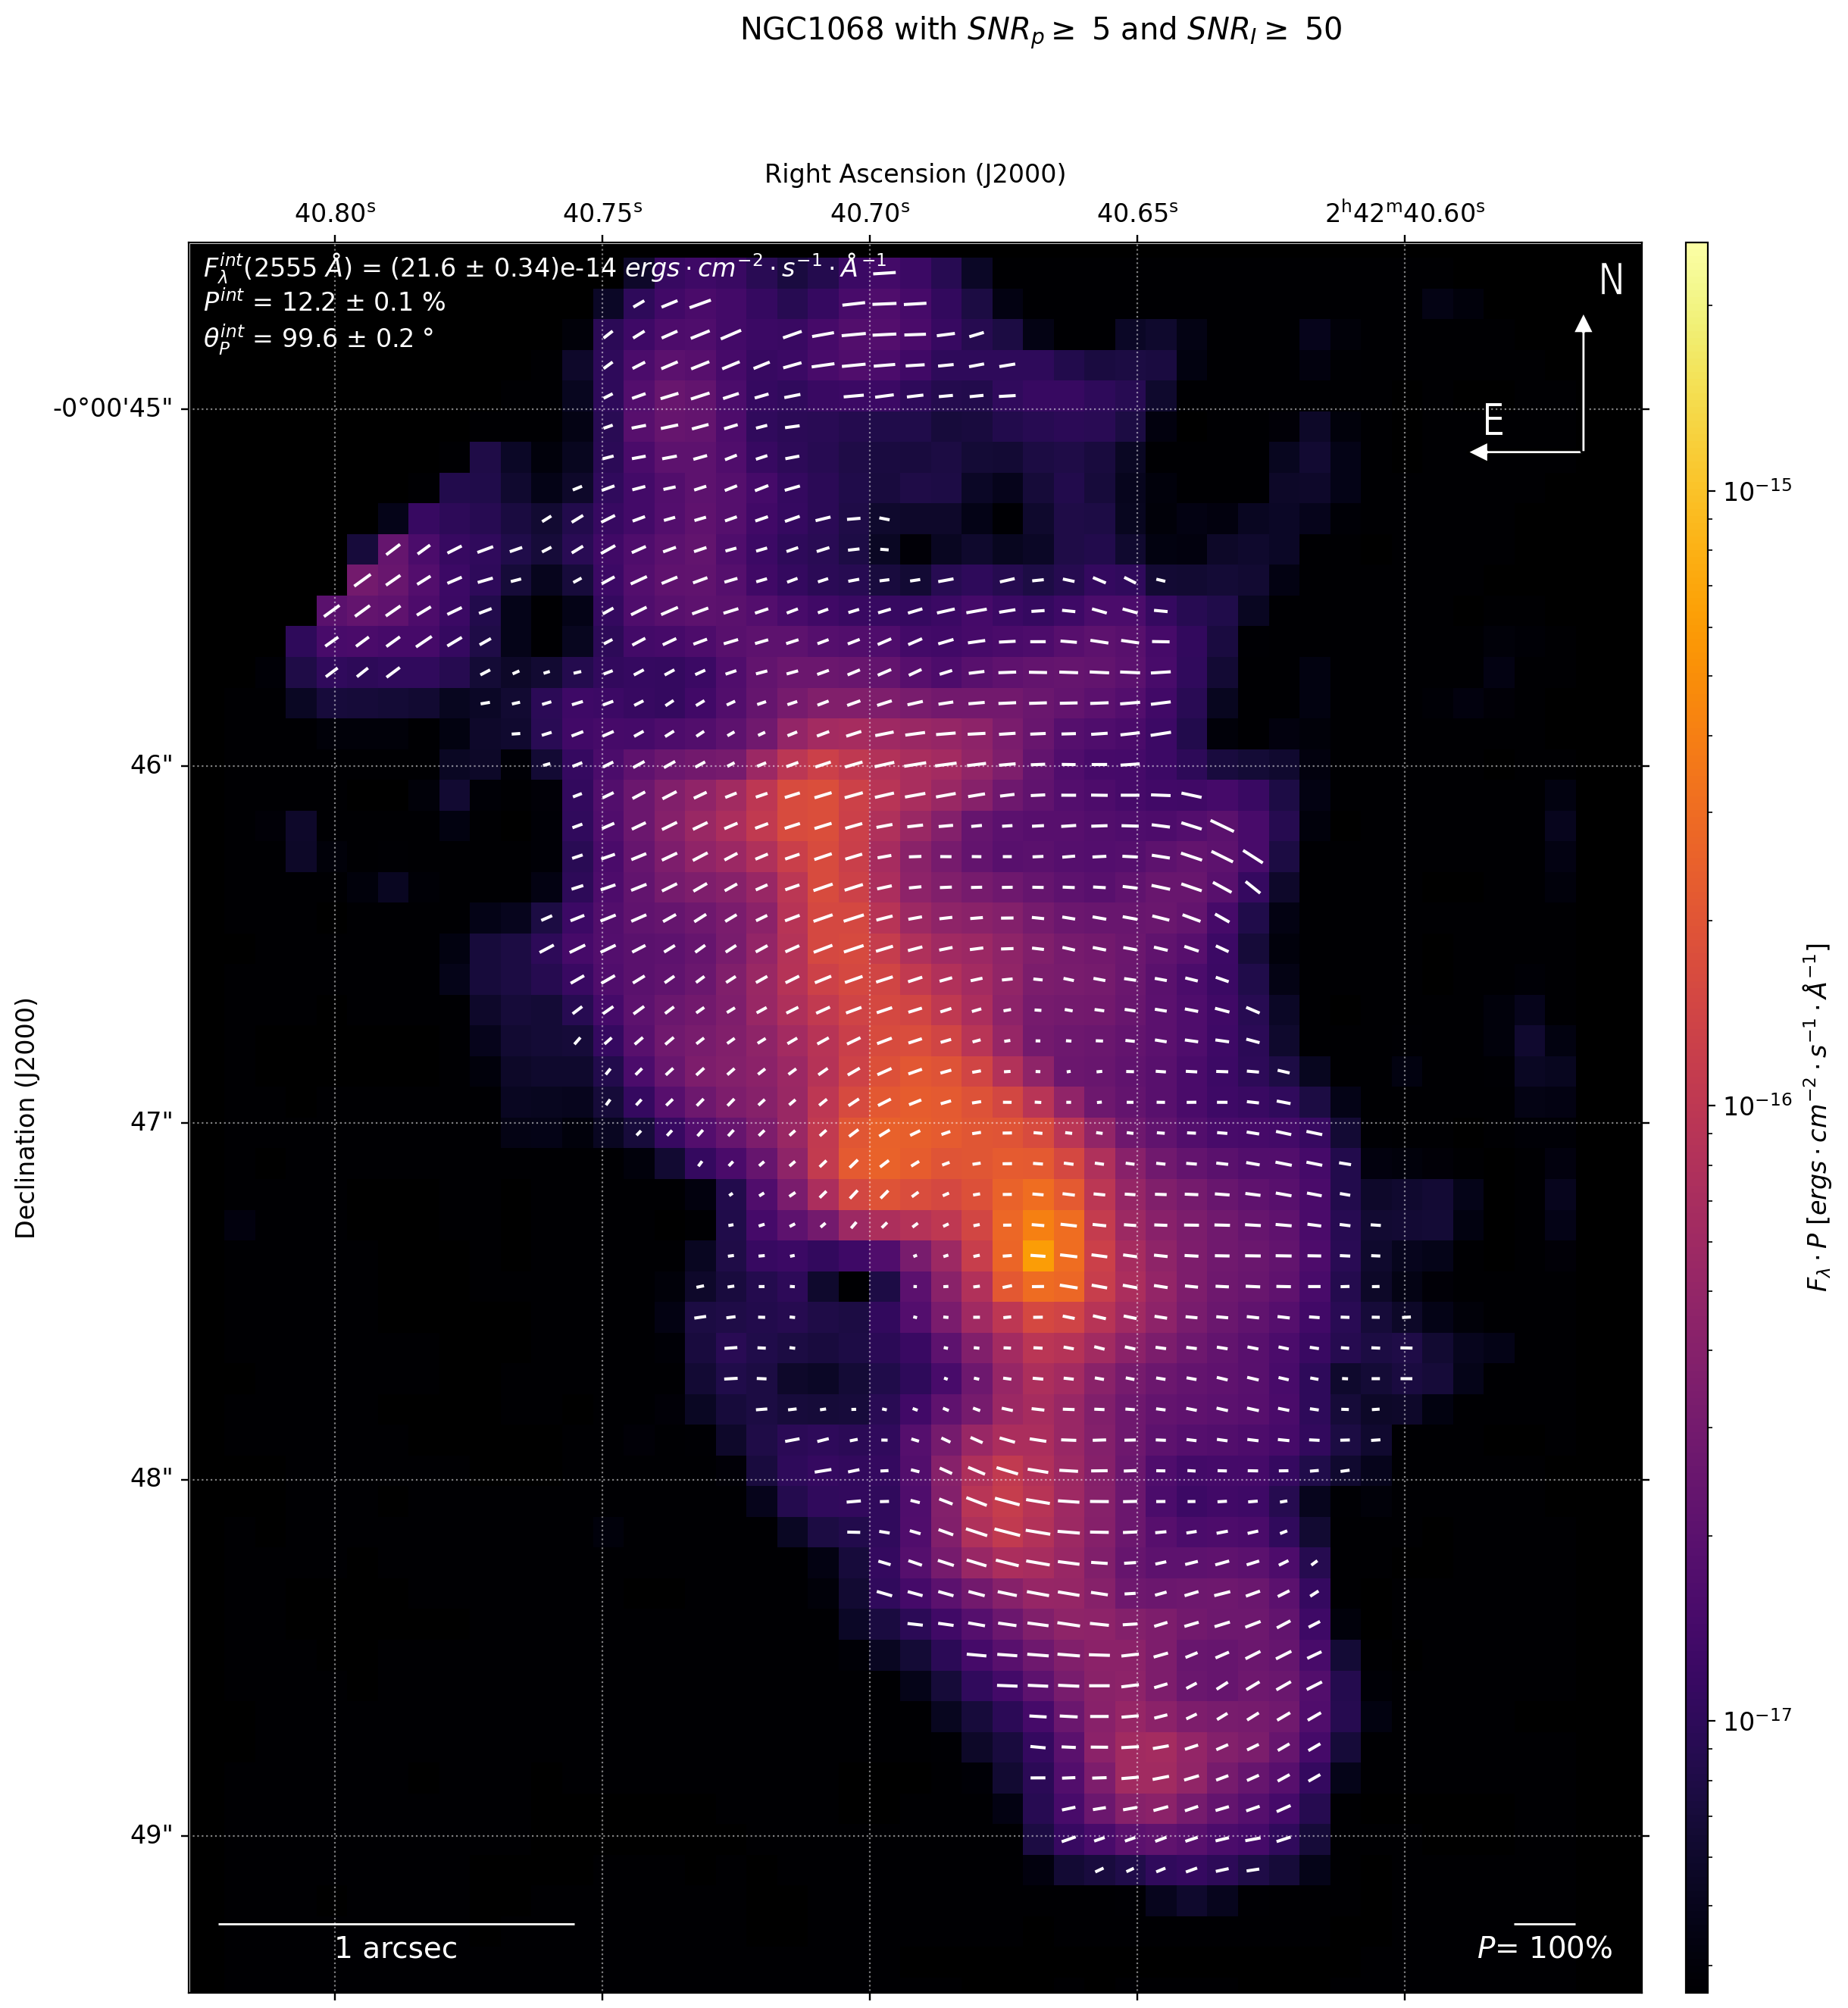 NGC1068 with SNR_p ≥ 5 and SNR_I ≥ 50
Right Ascension (J2000)
40.80ˢ 40.75ˢ 40.70ˢ 40.65ˢ 2ʰ42ᵐ40.60ˢ
F_λ^int(2555 Å) = (21.6 ± 0.34)e-14 ergs · cm⁻² · s⁻¹ · Å⁻¹
P^int = 12.2 ± 0.1 %
θ_P^int = 99.6 ± 0.2 °
N
E
-0°00'45"
46"
47"
48"
49"
Declination (J2000)
1 arcsec
P= 100%
10⁻¹⁵
10⁻¹⁶
10⁻¹⁷
F_λ · P [ergs · cm⁻² · s⁻¹ · Å⁻¹]